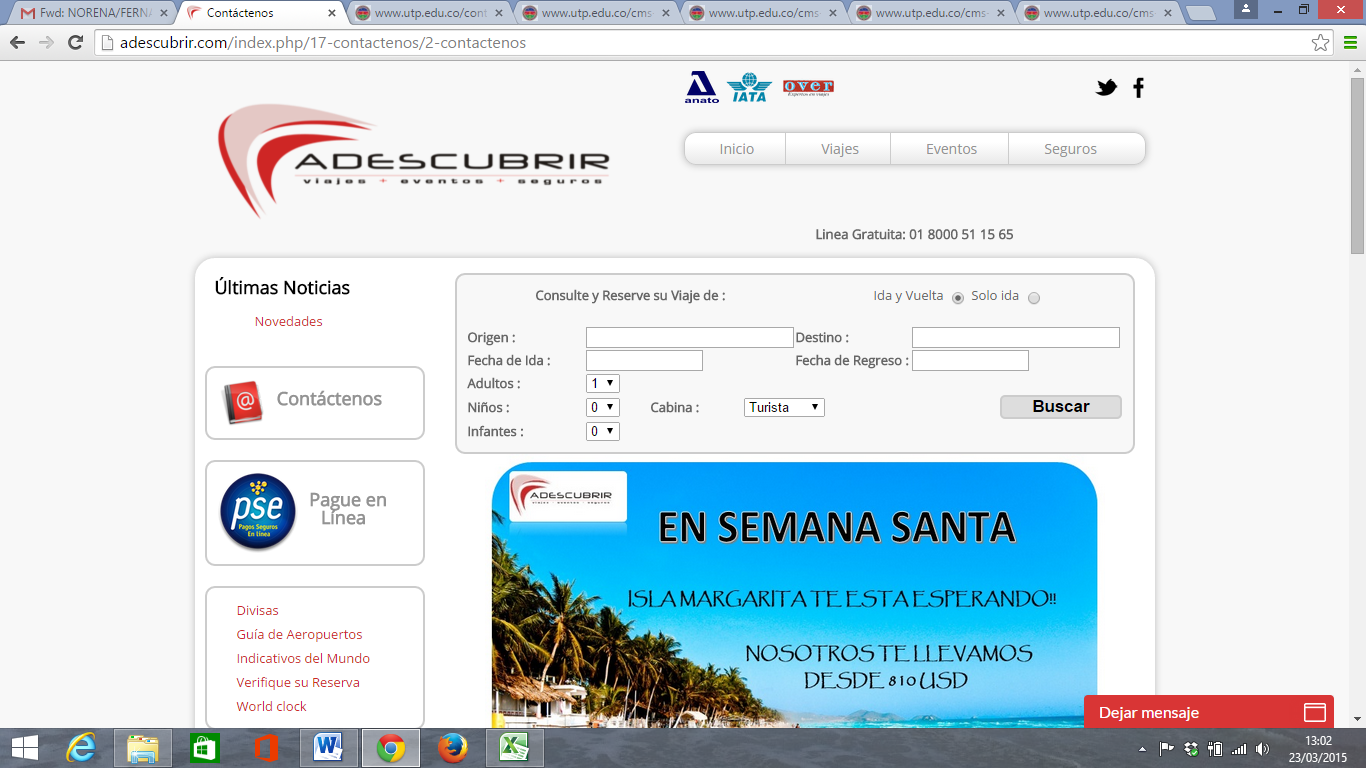 Fwd: NORENA/FERNA
Contáctenos
www.utp.edu.co/cont
www.utp.edu.co/cms-
www.utp.edu.co/cms-
www.utp.edu.co/cms-
www.utp.edu.co/cms-
adescubrir.com/index.php/17-contactenos/2-contactenos
anato
IATA
over
ADESCUBRIR
viajes + eventos + seguros
Inicio
Viajes
Eventos
Seguros
Linea Gratuita: 01 8000 51 15 65
Últimas Noticias
Novedades
Contáctenos
pse
Pagos Seguros
En línea
Pague en
Línea
Divisas
Guía de Aeropuertos
Indicativos del Mundo
Verifique su Reserva
World clock
Consulte y Reserve su Viaje de :
Ida y Vuelta
Solo ida
Origen :
Destino :
Fecha de Ida :
Fecha de Regreso :
Adultos :
1
Niños :
0
Cabina :
Turista
Buscar
Infantes :
0
ADESCUBRIR
viajes eventos seguros
EN SEMANA SANTA
ISLA MARGARITA TE ESTA ESPERANDO!!
NOSOTROS TE LLEVAMOS
DESDE 810 USD
Dejar mensaje
13:02
23/03/2015